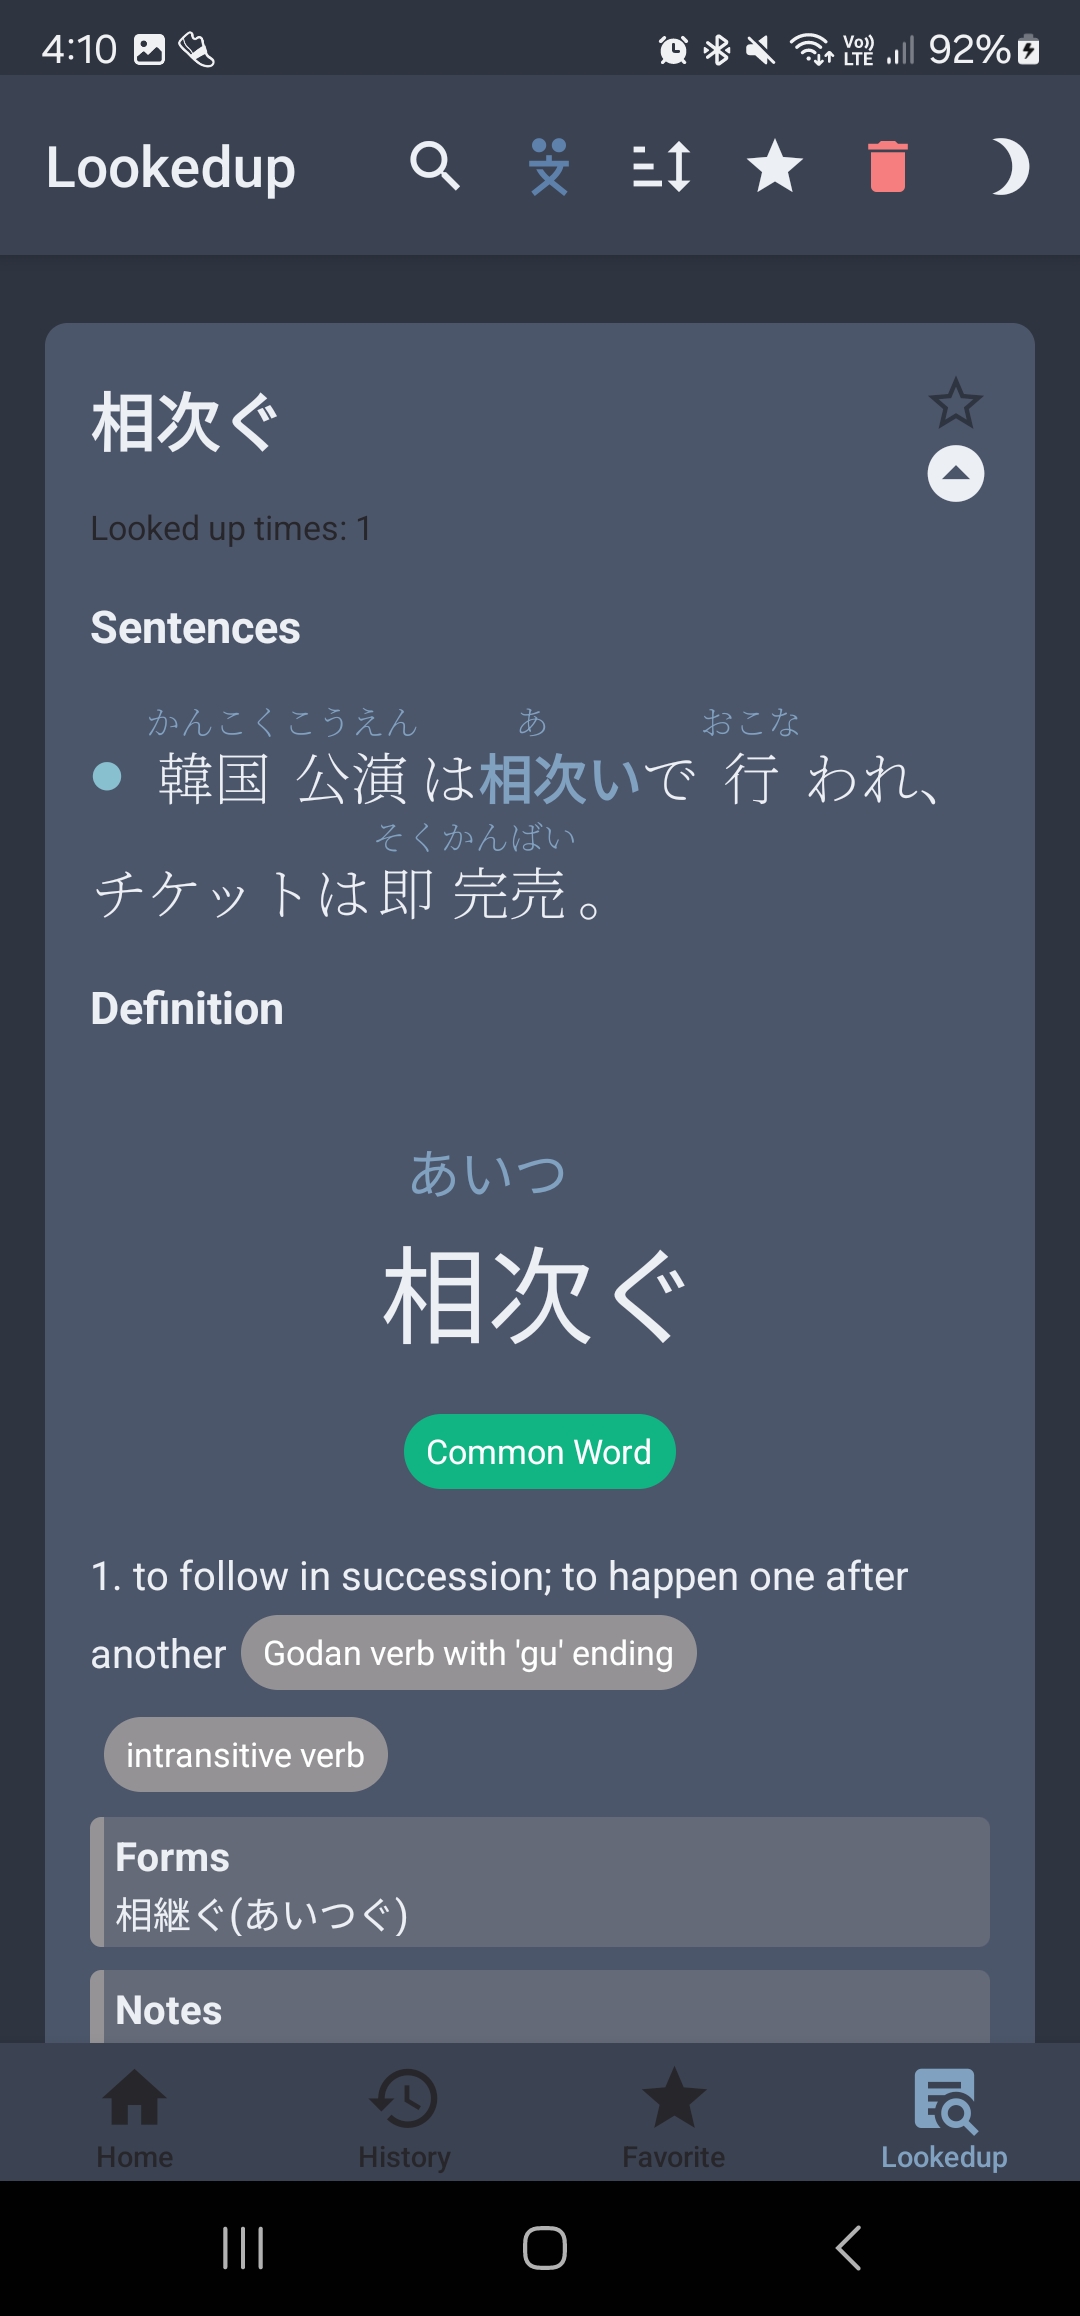 4:10
Vo)) LTE 92%
Lookedup
相次ぐ
Looked up times: 1
Sentences
かんこくこうえん あ おこな
韓国公演は相次いで行われ、
そくかんばい
チケットは即完売。
Definition
あいつ
相次ぐ
Common Word
1. to follow in succession; to happen one after
another Godan verb with 'gu' ending
intransitive verb
Forms
相継ぐ(あいつぐ)
Notes
Home History Favorite Lookedup